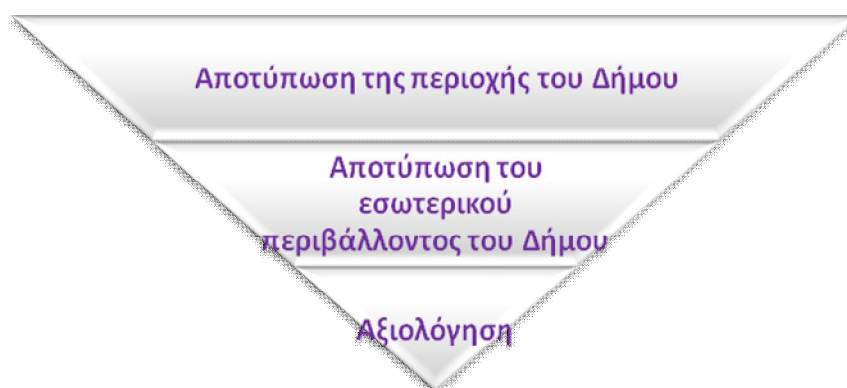 Αποτύπωση της περιοχής του Δήμου
Αποτύπωση του
εσωτερικού
περιβάλλοντος του Δήμου
Αξιολόγηση